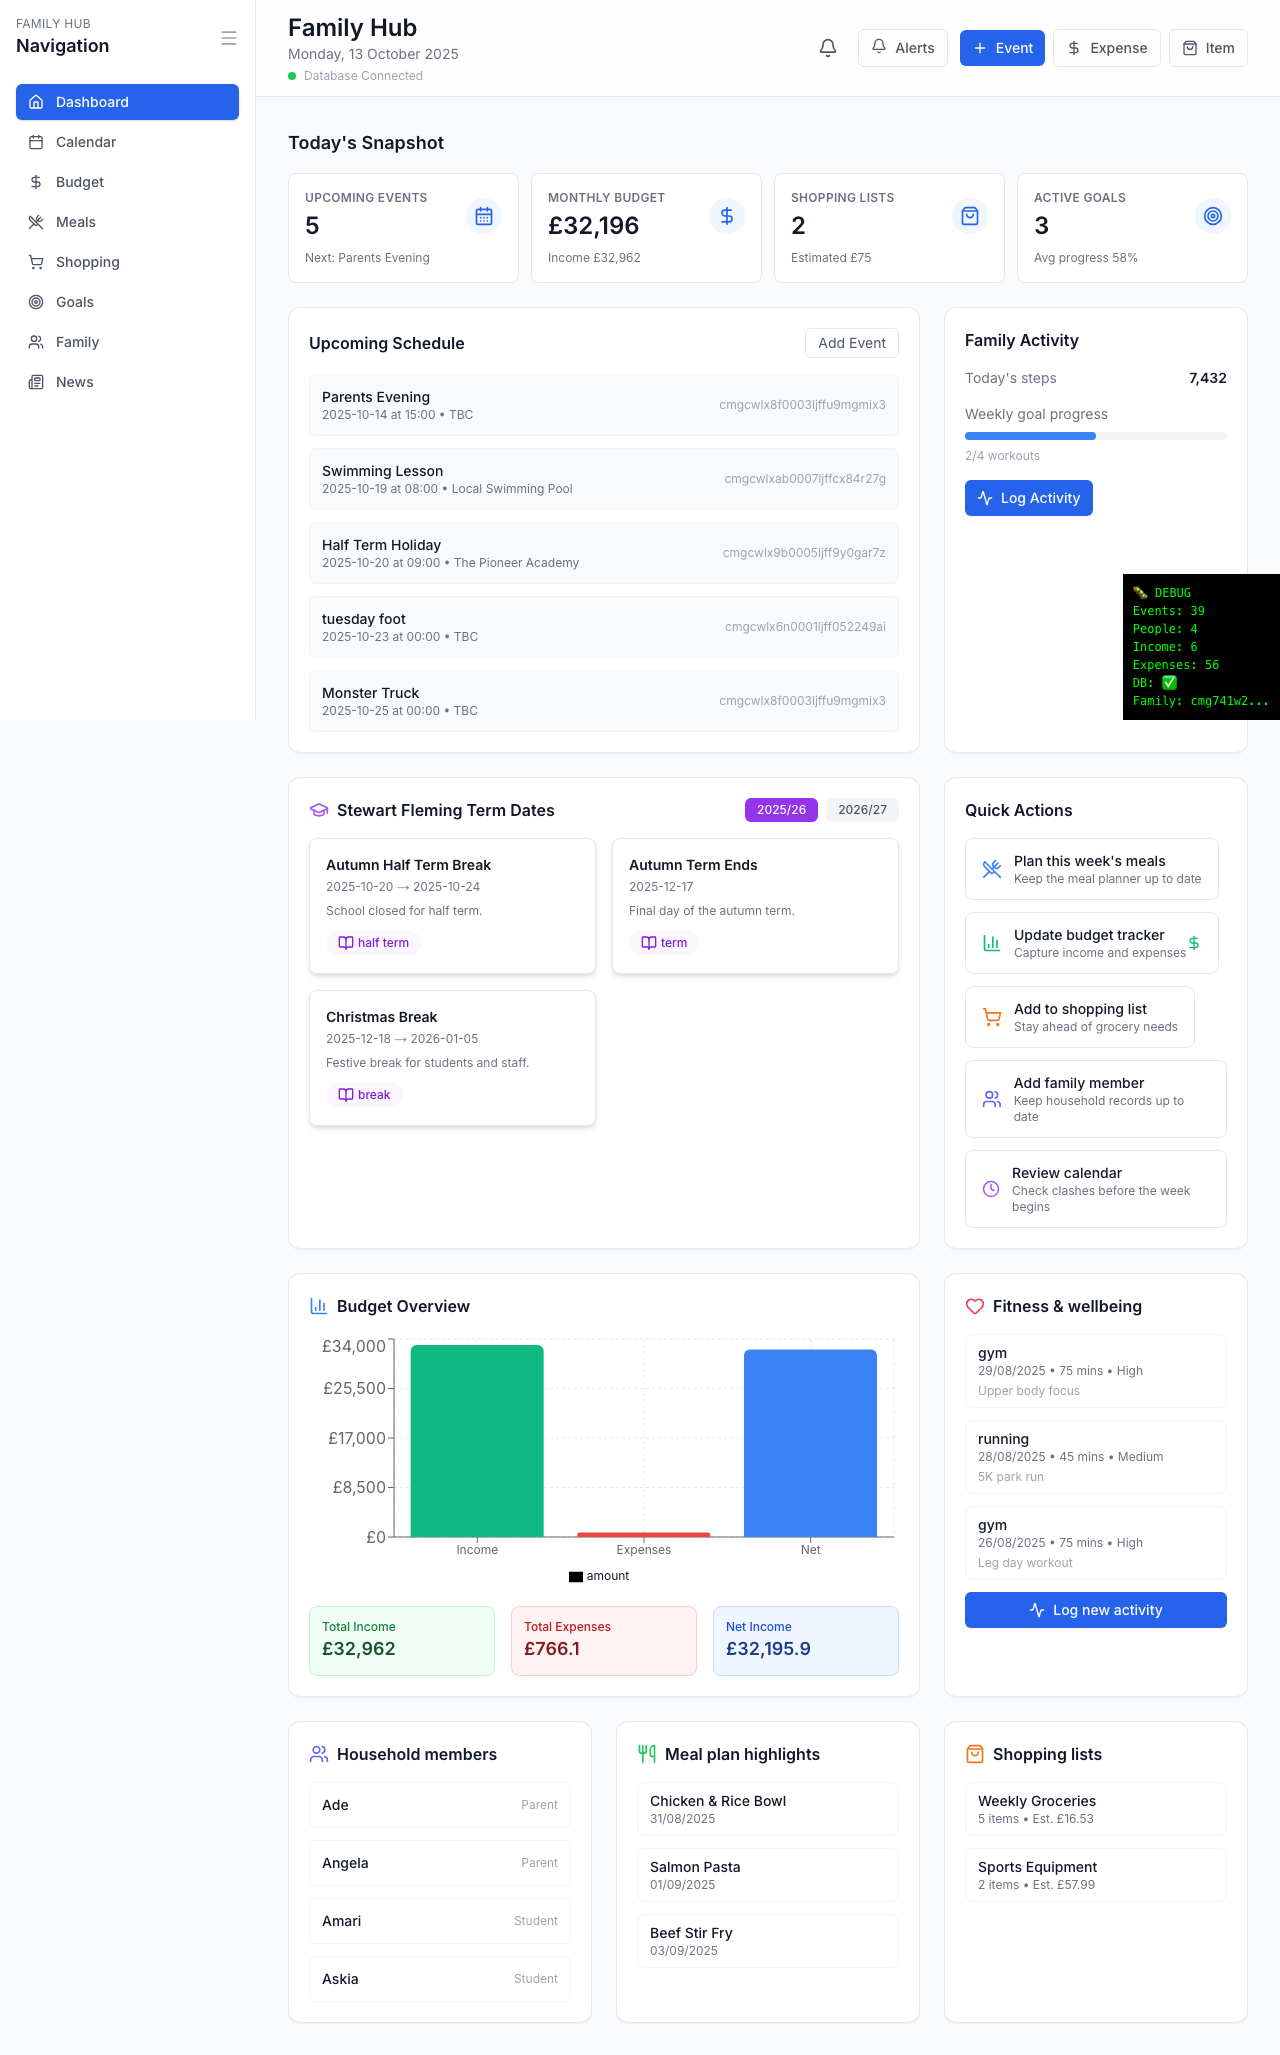 FAMILY HUB
Navigation
Dashboard
Calendar
Budget
Meals
Shopping
Goals
Family
News
Family Hub
Monday, 13 October 2025
Database Connected
Alerts
Event
Expense
Item
Today's Snapshot
UPCOMING EVENTS
5
Next: Parents Evening
MONTHLY BUDGET
£32,196
Income £32,962
SHOPPING LISTS
2
Estimated £75
ACTIVE GOALS
3
Avg progress 58%
Upcoming Schedule
Add Event
Parents Evening
2025-10-14 at 15:00 • TBC
cmgcwlx8f0003ljffu9mgmix3
Swimming Lesson
2025-10-19 at 08:00 • Local Swimming Pool
cmgcwlxab0007ljffcx84r27g
Half Term Holiday
2025-10-20 at 09:00 • The Pioneer Academy
cmgcwlx9b0005ljff9y0gar7z
tuesday foot
2025-10-23 at 00:00 • TBC
cmgcwlx6n0001ljff052249ai
Monster Truck
2025-10-25 at 00:00 • TBC
cmgcwlx8f0003ljffu9mgmix3
Family Activity
Today's steps
7,432
Weekly goal progress
2/4 workouts
Log Activity
DEBUG
Events: 39
People: 4
Income: 6
Expenses: 56
DB: ✅
Family: cmg741w2...
Stewart Fleming Term Dates
2025/26
2026/27
Autumn Half Term Break
2025-10-20 → 2025-10-24
School closed for half term.
half term
Autumn Term Ends
2025-12-17
Final day of the autumn term.
term
Christmas Break
2025-12-18 → 2026-01-05
Festive break for students and staff.
break
Quick Actions
Plan this week's meals
Keep the meal planner up to date
Update budget tracker
Capture income and expenses
Add to shopping list
Stay ahead of grocery needs
Add family member
Keep household records up to
date
Review calendar
Check clashes before the week
begins
Budget Overview
£34,000
£25,500
£17,000
£8,500
£0
Income
Expenses
Net
amount
Total Income
£32,962
Total Expenses
£766.1
Net Income
£32,195.9
Fitness & wellbeing
gym
29/08/2025 • 75 mins • High
Upper body focus
running
28/08/2025 • 45 mins • Medium
5K park run
gym
26/08/2025 • 75 mins • High
Leg day workout
Log new activity
Household members
Ade
Parent
Angela
Parent
Amari
Student
Askia
Student
Meal plan highlights
Chicken & Rice Bowl
31/08/2025
Salmon Pasta
01/09/2025
Beef Stir Fry
03/09/2025
Shopping lists
Weekly Groceries
5 items • Est. £16.53
Sports Equipment
2 items • Est. £57.99